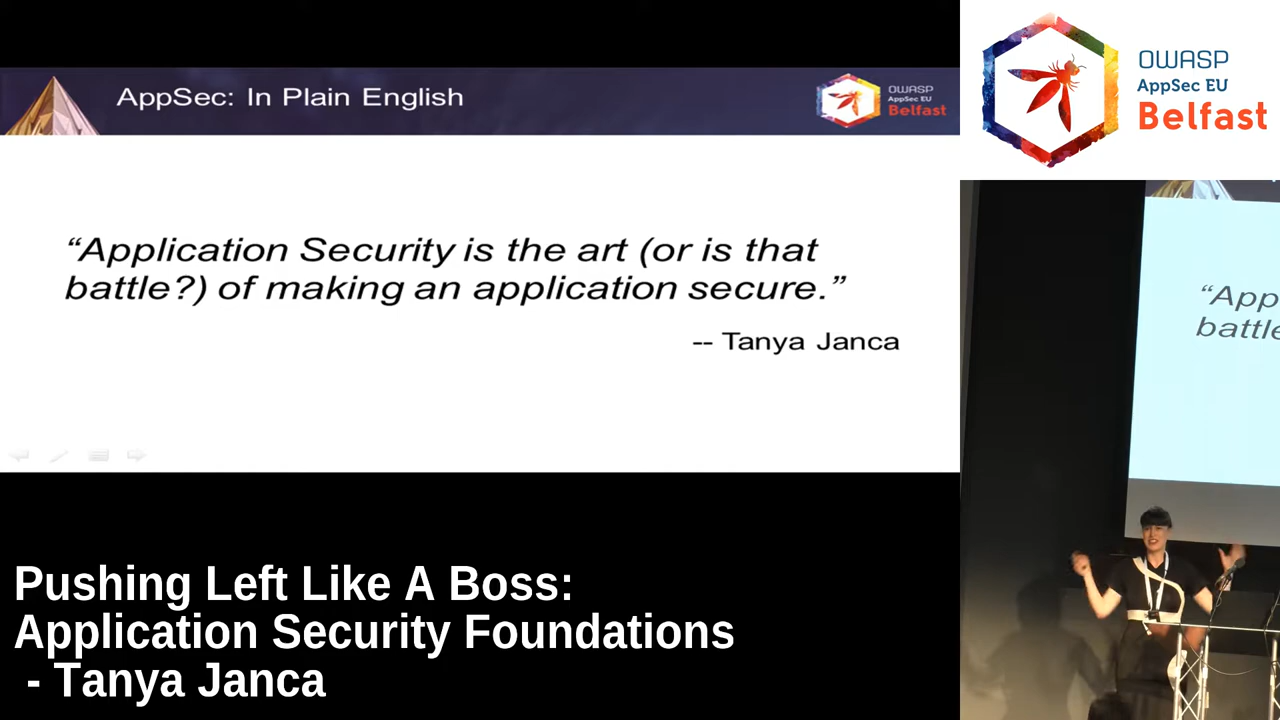 AppSec: In Plain English
OWASP
AppSec EU
Belfast
“Application Security is the art (or is that
battle?) of making an application secure.”
-- Tanya Janca
OWASP
AppSec EU
Belfast
“App
battle
Pushing Left Like A Boss:
Application Security Foundations
- Tanya Janca